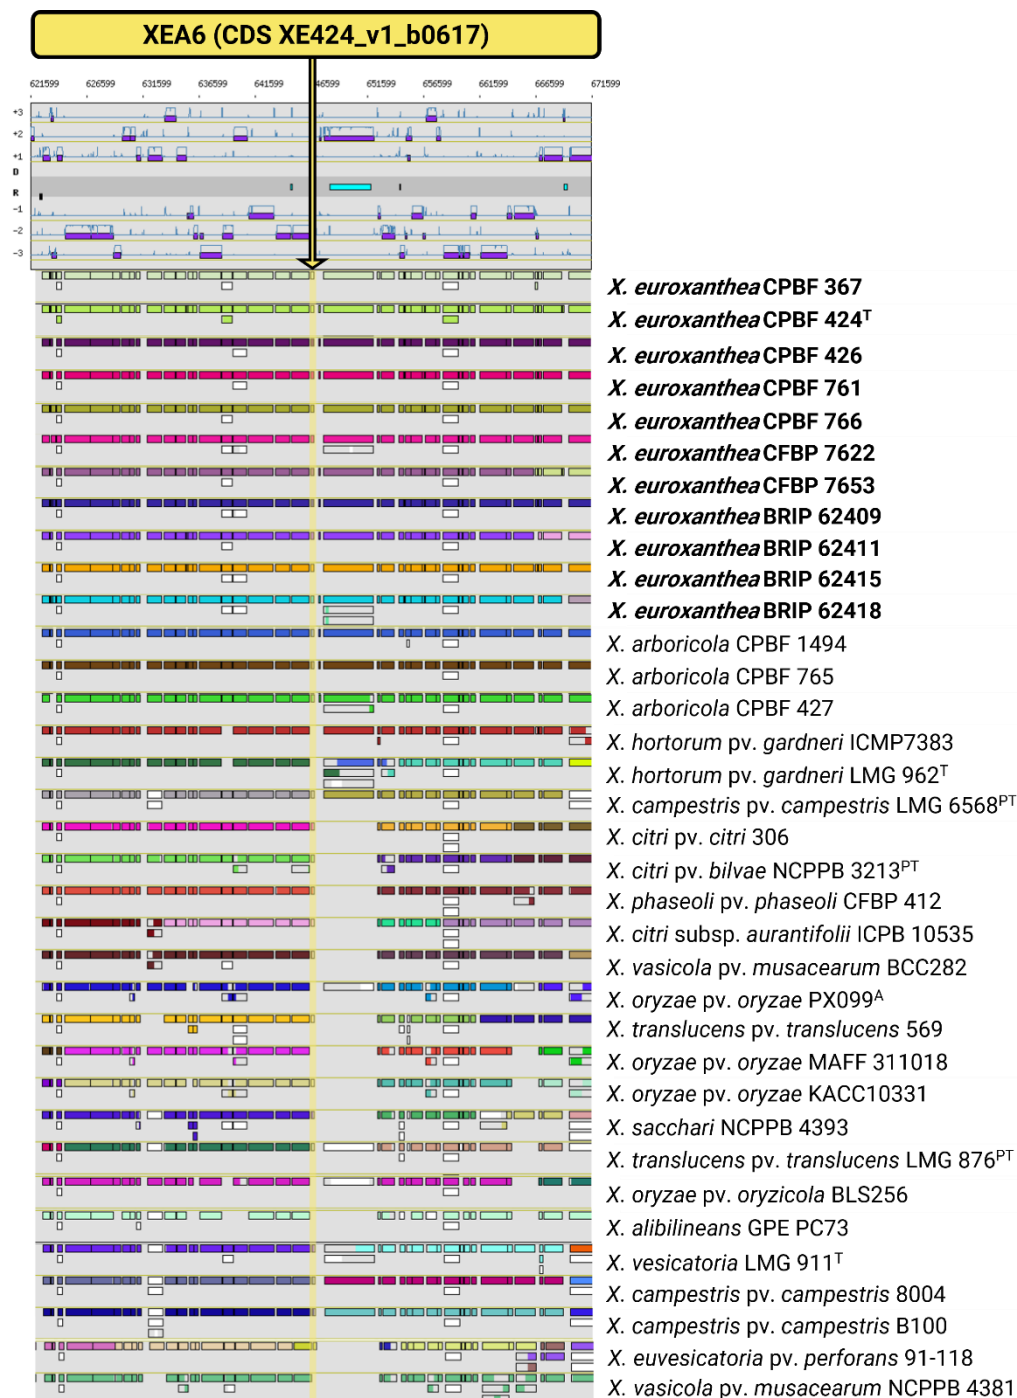 XEA6 (CDS XE424_v1_b0617)
621599 626599 631599 636599 641599 46599 651599 656599 661599 666599 671599
+3
+2
+1
D
R
-1
-2
-3
X. euroxanthea CPBF 367
X. euroxanthea CPBF 424ᵀ
X. euroxanthea CPBF 426
X. euroxanthea CPBF 761
X. euroxanthea CPBF 766
X. euroxanthea CFBP 7622
X. euroxanthea CFBP 7653
X. euroxanthea BRIP 62409
X. euroxanthea BRIP 62411
X. euroxanthea BRIP 62415
X. euroxanthea BRIP 62418
X. arboricola CPBF 1494
X. arboricola CPBF 765
X. arboricola CPBF 427
X. hortorum pv. gardneri ICMP7383
X. hortorum pv. gardneri LMG 962ᵀ
X. campestris pv. campestris LMG 6568ᴾᵀ
X. citri pv. citri 306
X. citri pv. bilvae NCPPB 3213ᴾᵀ
X. phaseoli pv. phaseoli CFBP 412
X. citri subsp. aurantifolii ICPB 10535
X. vasicola pv. musacearum BCC282
X. oryzae pv. oryzae PX099ᴬ
X. translucens pv. translucens 569
X. oryzae pv. oryzae MAFF 311018
X. oryzae pv. oryzae KACC10331
X. sacchari NCPPB 4393
X. translucens pv. translucens LMG 876ᴾᵀ
X. oryzae pv. oryzicola BLS256
X. alibilineans GPE PC73
X. vesicatoria LMG 911ᵀ
X. campestris pv. campestris 8004
X. campestris pv. campestris B100
X. euvesicatoria pv. perforans 91-118
X. vasicola pv. musacearum NCPPB 4381